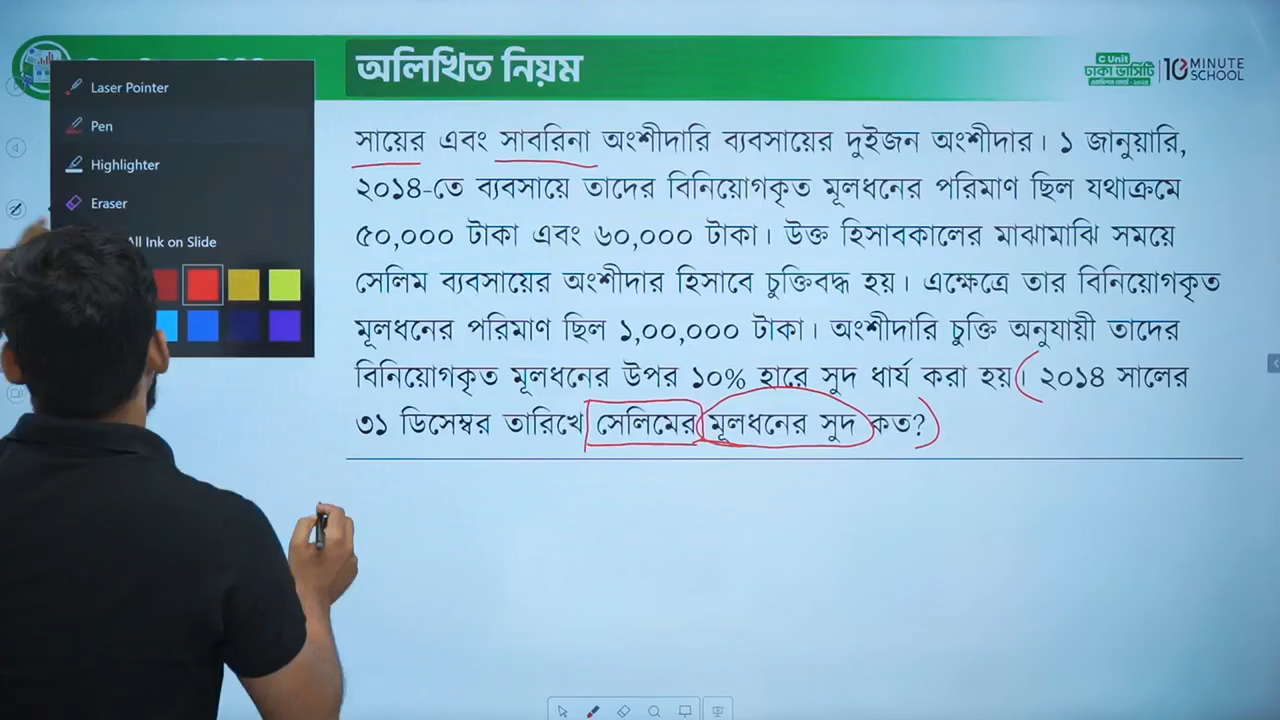 অলিখিত নিয়ম
C Unit
ঢাকা ভার্সিটি
10 MINUTE SCHOOL
Laser Pointer
Pen
Highlighter
Eraser
All Ink on Slide
সায়ের এবং সাবরিনা অংশীদারি ব্যবসায়ের দুইজন অংশীদার। ১ জানুয়ারি,
২০১৪-তে ব্যবসায়ে তাদের বিনিয়োগকৃত মূলধনের পরিমাণ ছিল যথাক্রমে
৫০,০০০ টাকা এবং ৬০,০০০ টাকা। উক্ত হিসাবকালের মাঝামাঝি সময়ে
সেলিম ব্যবসায়ের অংশীদার হিসাবে চুক্তিবদ্ধ হয়। এক্ষেত্রে তার বিনিয়োগকৃত
মূলধনের পরিমাণ ছিল ১,০০,০০০ টাকা। অংশীদারি চুক্তি অনুযায়ী তাদের
বিনিয়োগকৃত মূলধনের উপর ১০% হারে সুদ ধার্য করা হয়। ২০১৪ সালের
৩১ ডিসেম্বর তারিখে সেলিমের মূলধনের সুদ কত?